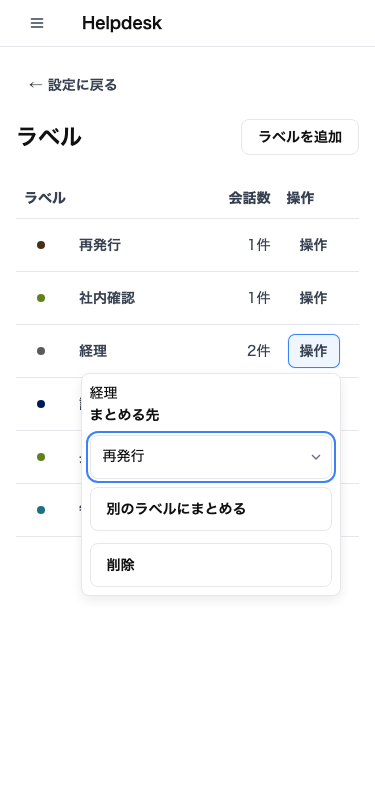 Helpdesk
← 設定に戻る
ラベル
ラベルを追加
ラベル 会話数 操作
再発行 1件 操作
社内確認 1件 操作
経理 2件 操作
経理
まとめる先
再発行
別のラベルにまとめる
削除